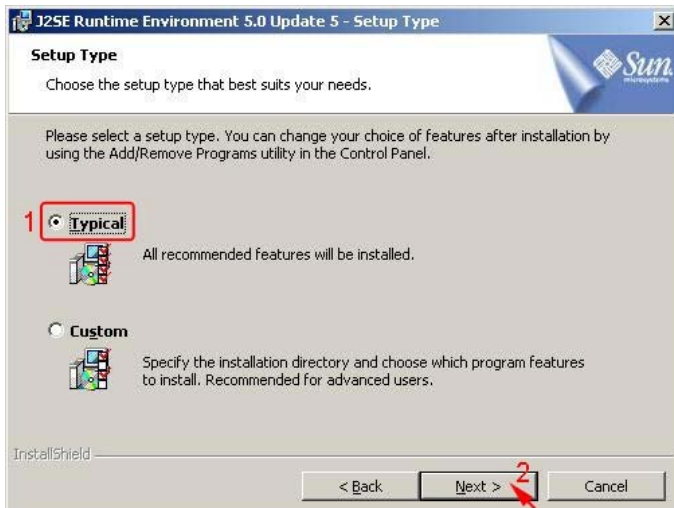 J2SE Runtime Environment 5.0 Update 5 - Setup Type
Setup Type
Choose the setup type that best suits your needs.
Sun
microsystems
Please select a setup type. You can change your choice of features after installation by
using the Add/Remove Programs utility in the Control Panel.
1
Typical
All recommended features will be installed.
Custom
Specify the installation directory and choose which program features
to install. Recommended for advanced users.
InstallShield
< Back
Next >
2
Cancel